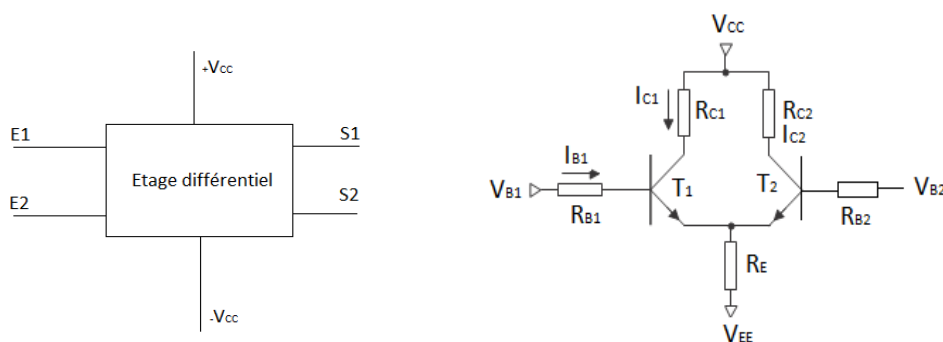 +VCC
E1
S1
Etage différentiel
E2
S2
-VCC
VCC
IC1
RC1
RC2
IC2
IB1
VB1
T1
T2
VB2
RB1
RB2
RE
VEE